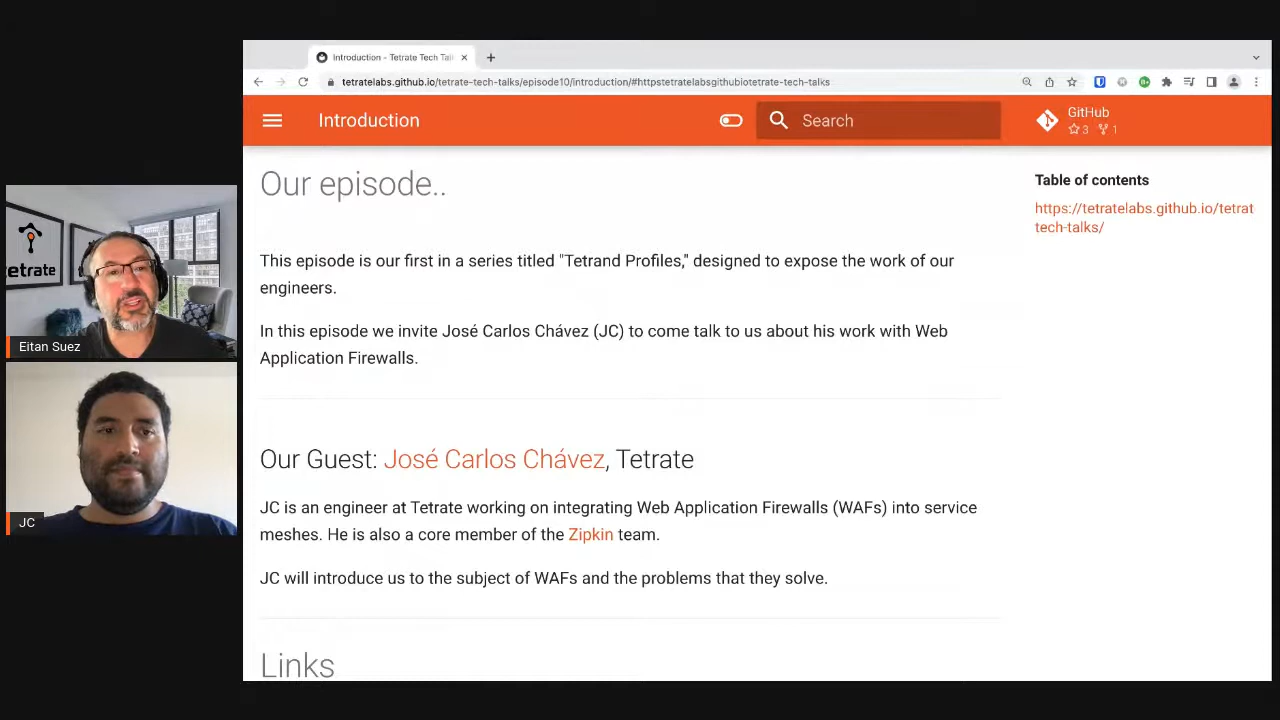 Introduction - Tetrate Tech Tal
tetratelabs.github.io/tetrate-tech-talks/episode10/introduction/#httpstetratelabsgithubiotetrate-tech-talks
Introduction
Search
GitHub
3 1
Our episode..
This episode is our first in a series titled "Tetrand Profiles," designed to expose the work of our
engineers.
In this episode we invite José Carlos Chávez (JC) to come talk to us about his work with Web
Application Firewalls.
Our Guest: José Carlos Chávez, Tetrate
JC is an engineer at Tetrate working on integrating Web Application Firewalls (WAFs) into service
meshes. He is also a core member of the Zipkin team.
JC will introduce us to the subject of WAFs and the problems that they solve.
Links
Table of contents
https://tetratelabs.github.io/tetrat
tech-talks/
tetrate
Eitan Suez
JC